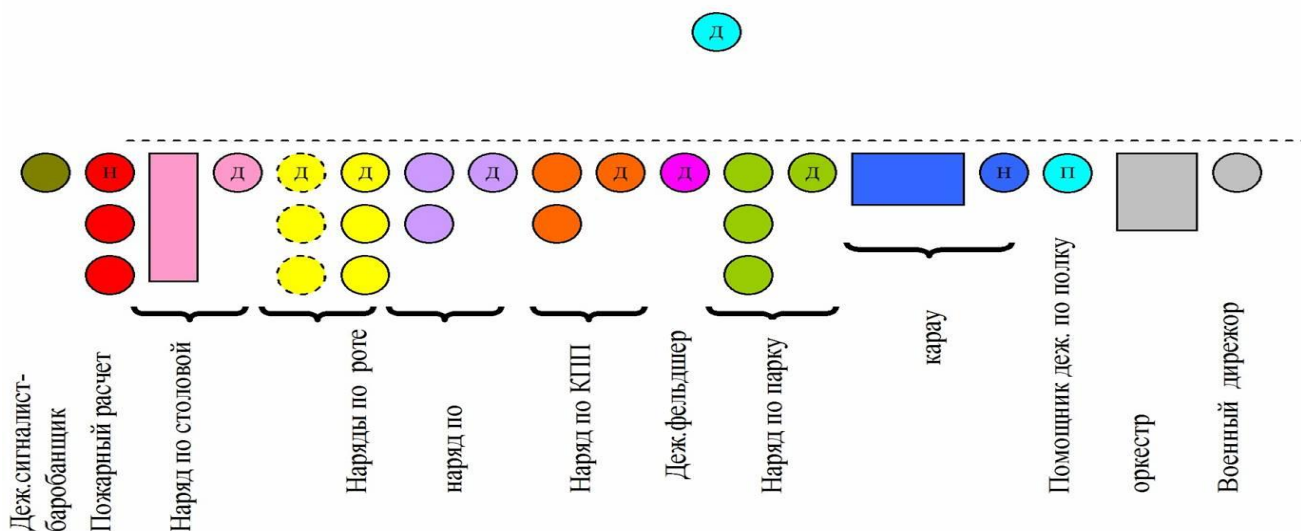 Д
Н
Д
Д
Д
Д
Д
Д
Д
Н
П
Деж.сигналист-
баробанщик
Пожарный расчет
Наряд по столовой
Наряды по роте
наряд по
Наряд по КПП
Деж.фельдшер
Наряд по парку
карау
Помощник деж. по полку
оркестр
Военный дирежор